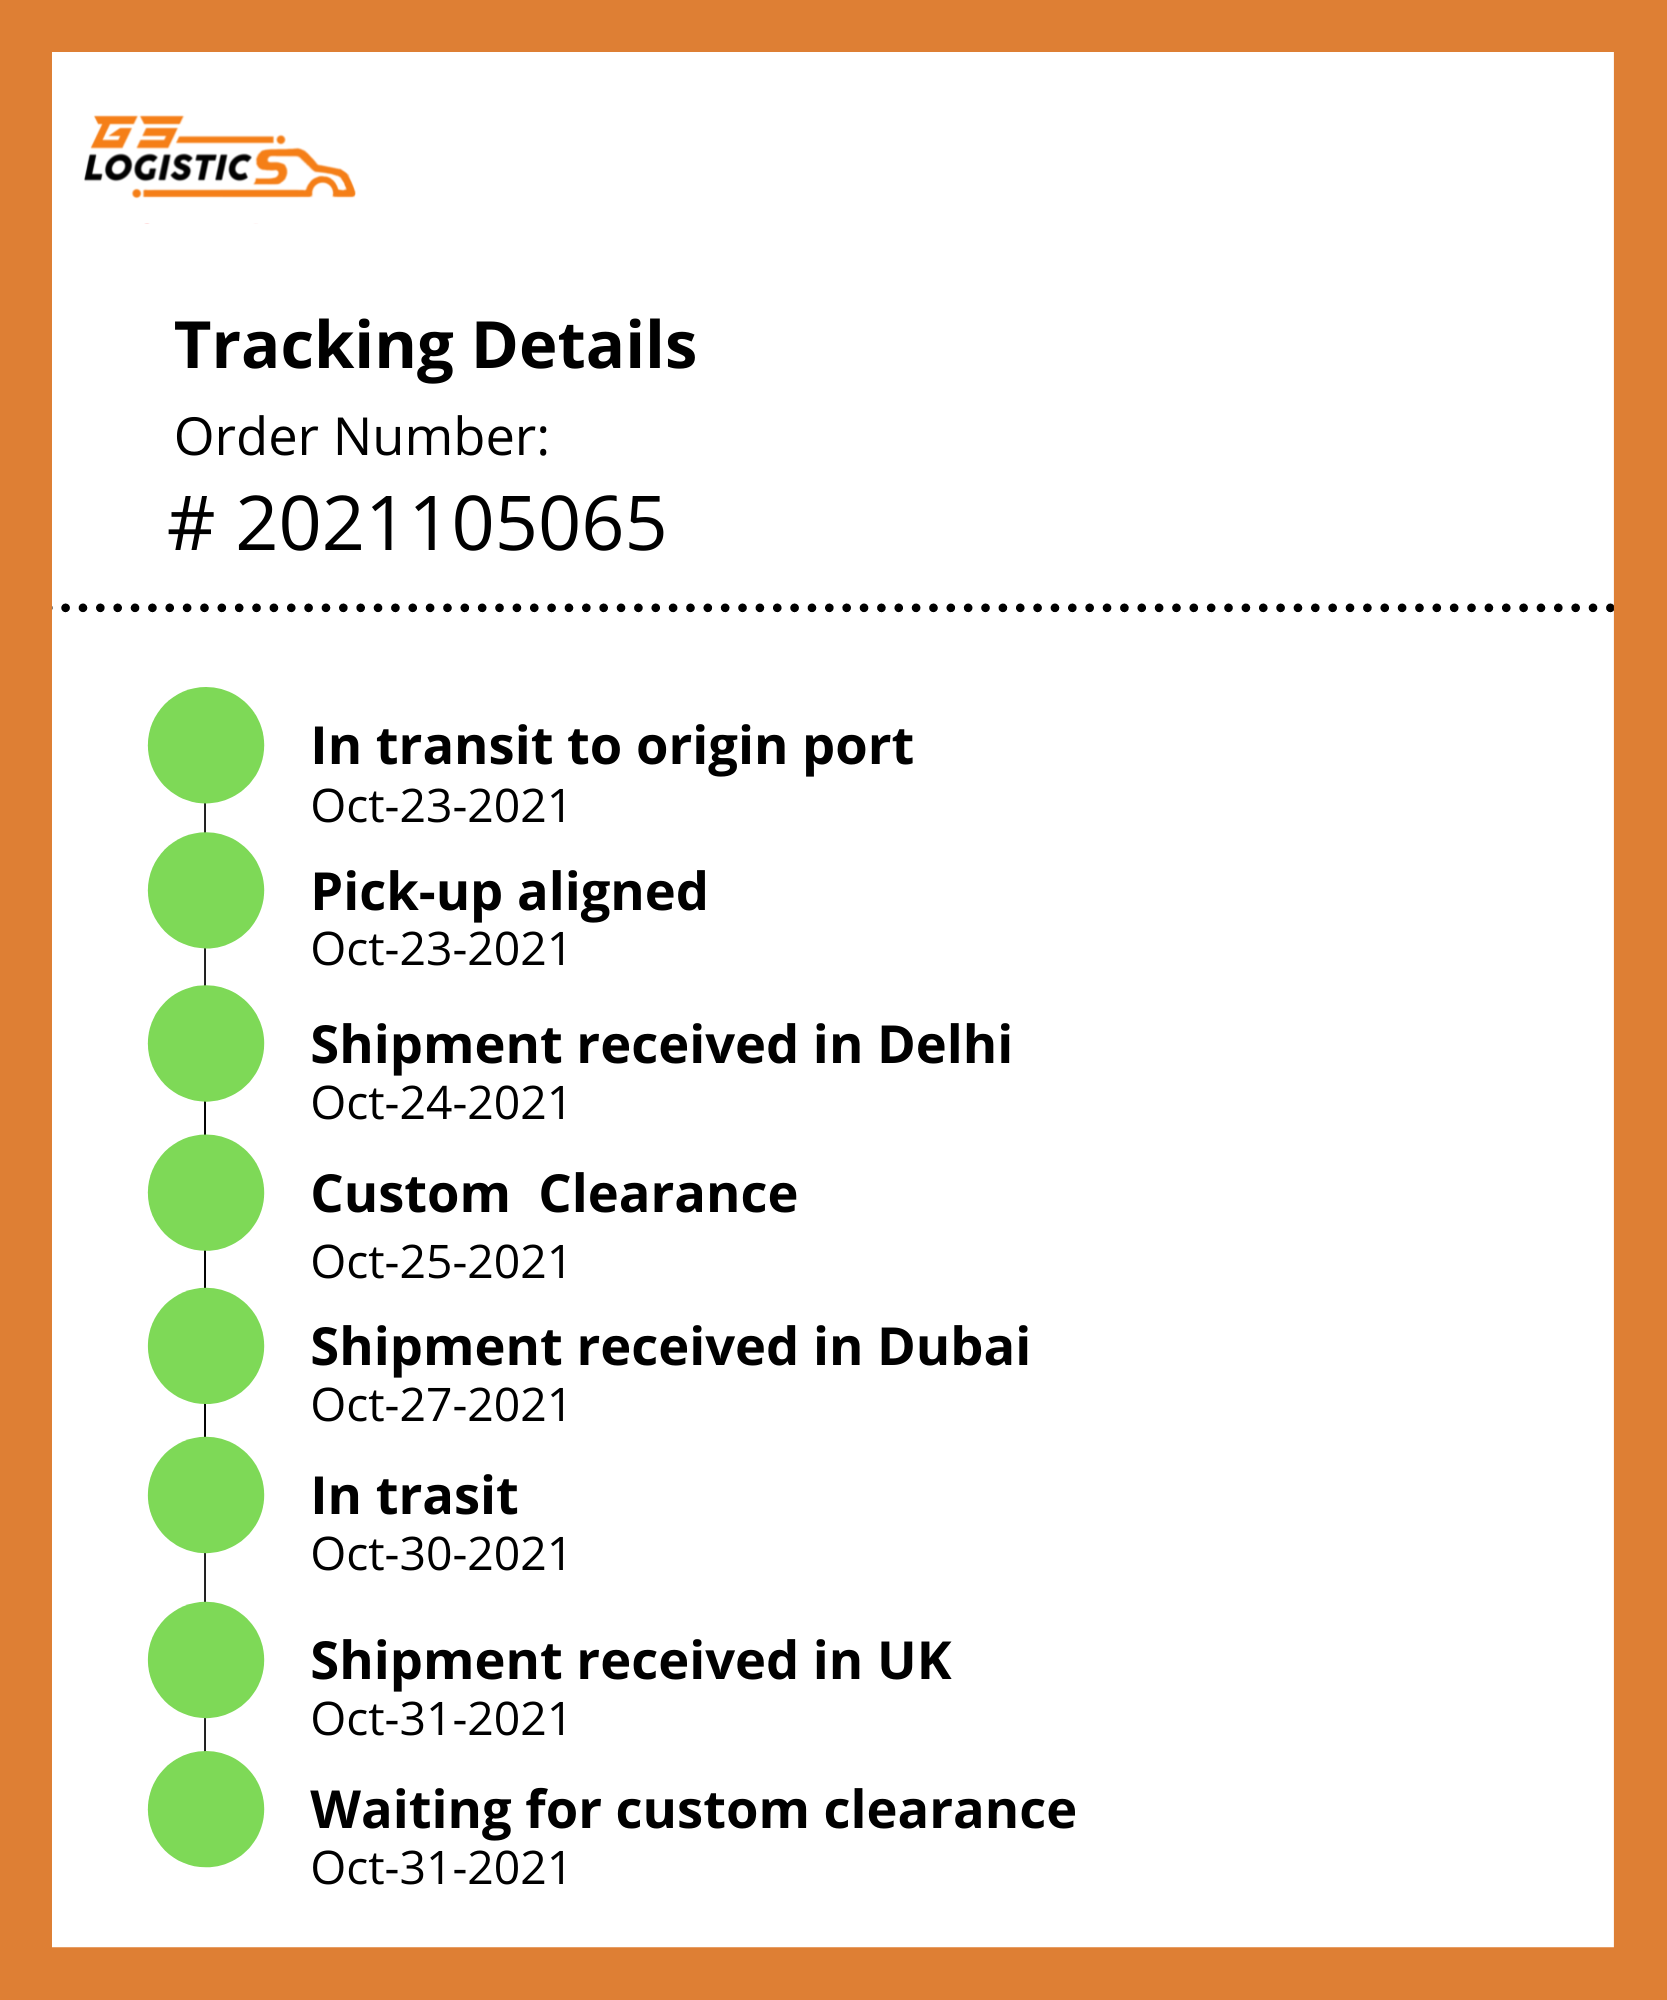 G3
LOGISTICS
Tracking Details
Order Number:
# 2021105065
In transit to origin port
Oct-23-2021
Pick-up aligned
Oct-23-2021
Shipment received in Delhi
Oct-24-2021
Custom  Clearance
Oct-25-2021
Shipment received in Dubai
Oct-27-2021
In trasit
Oct-30-2021
Shipment received in UK
Oct-31-2021
Waiting for custom clearance
Oct-31-2021